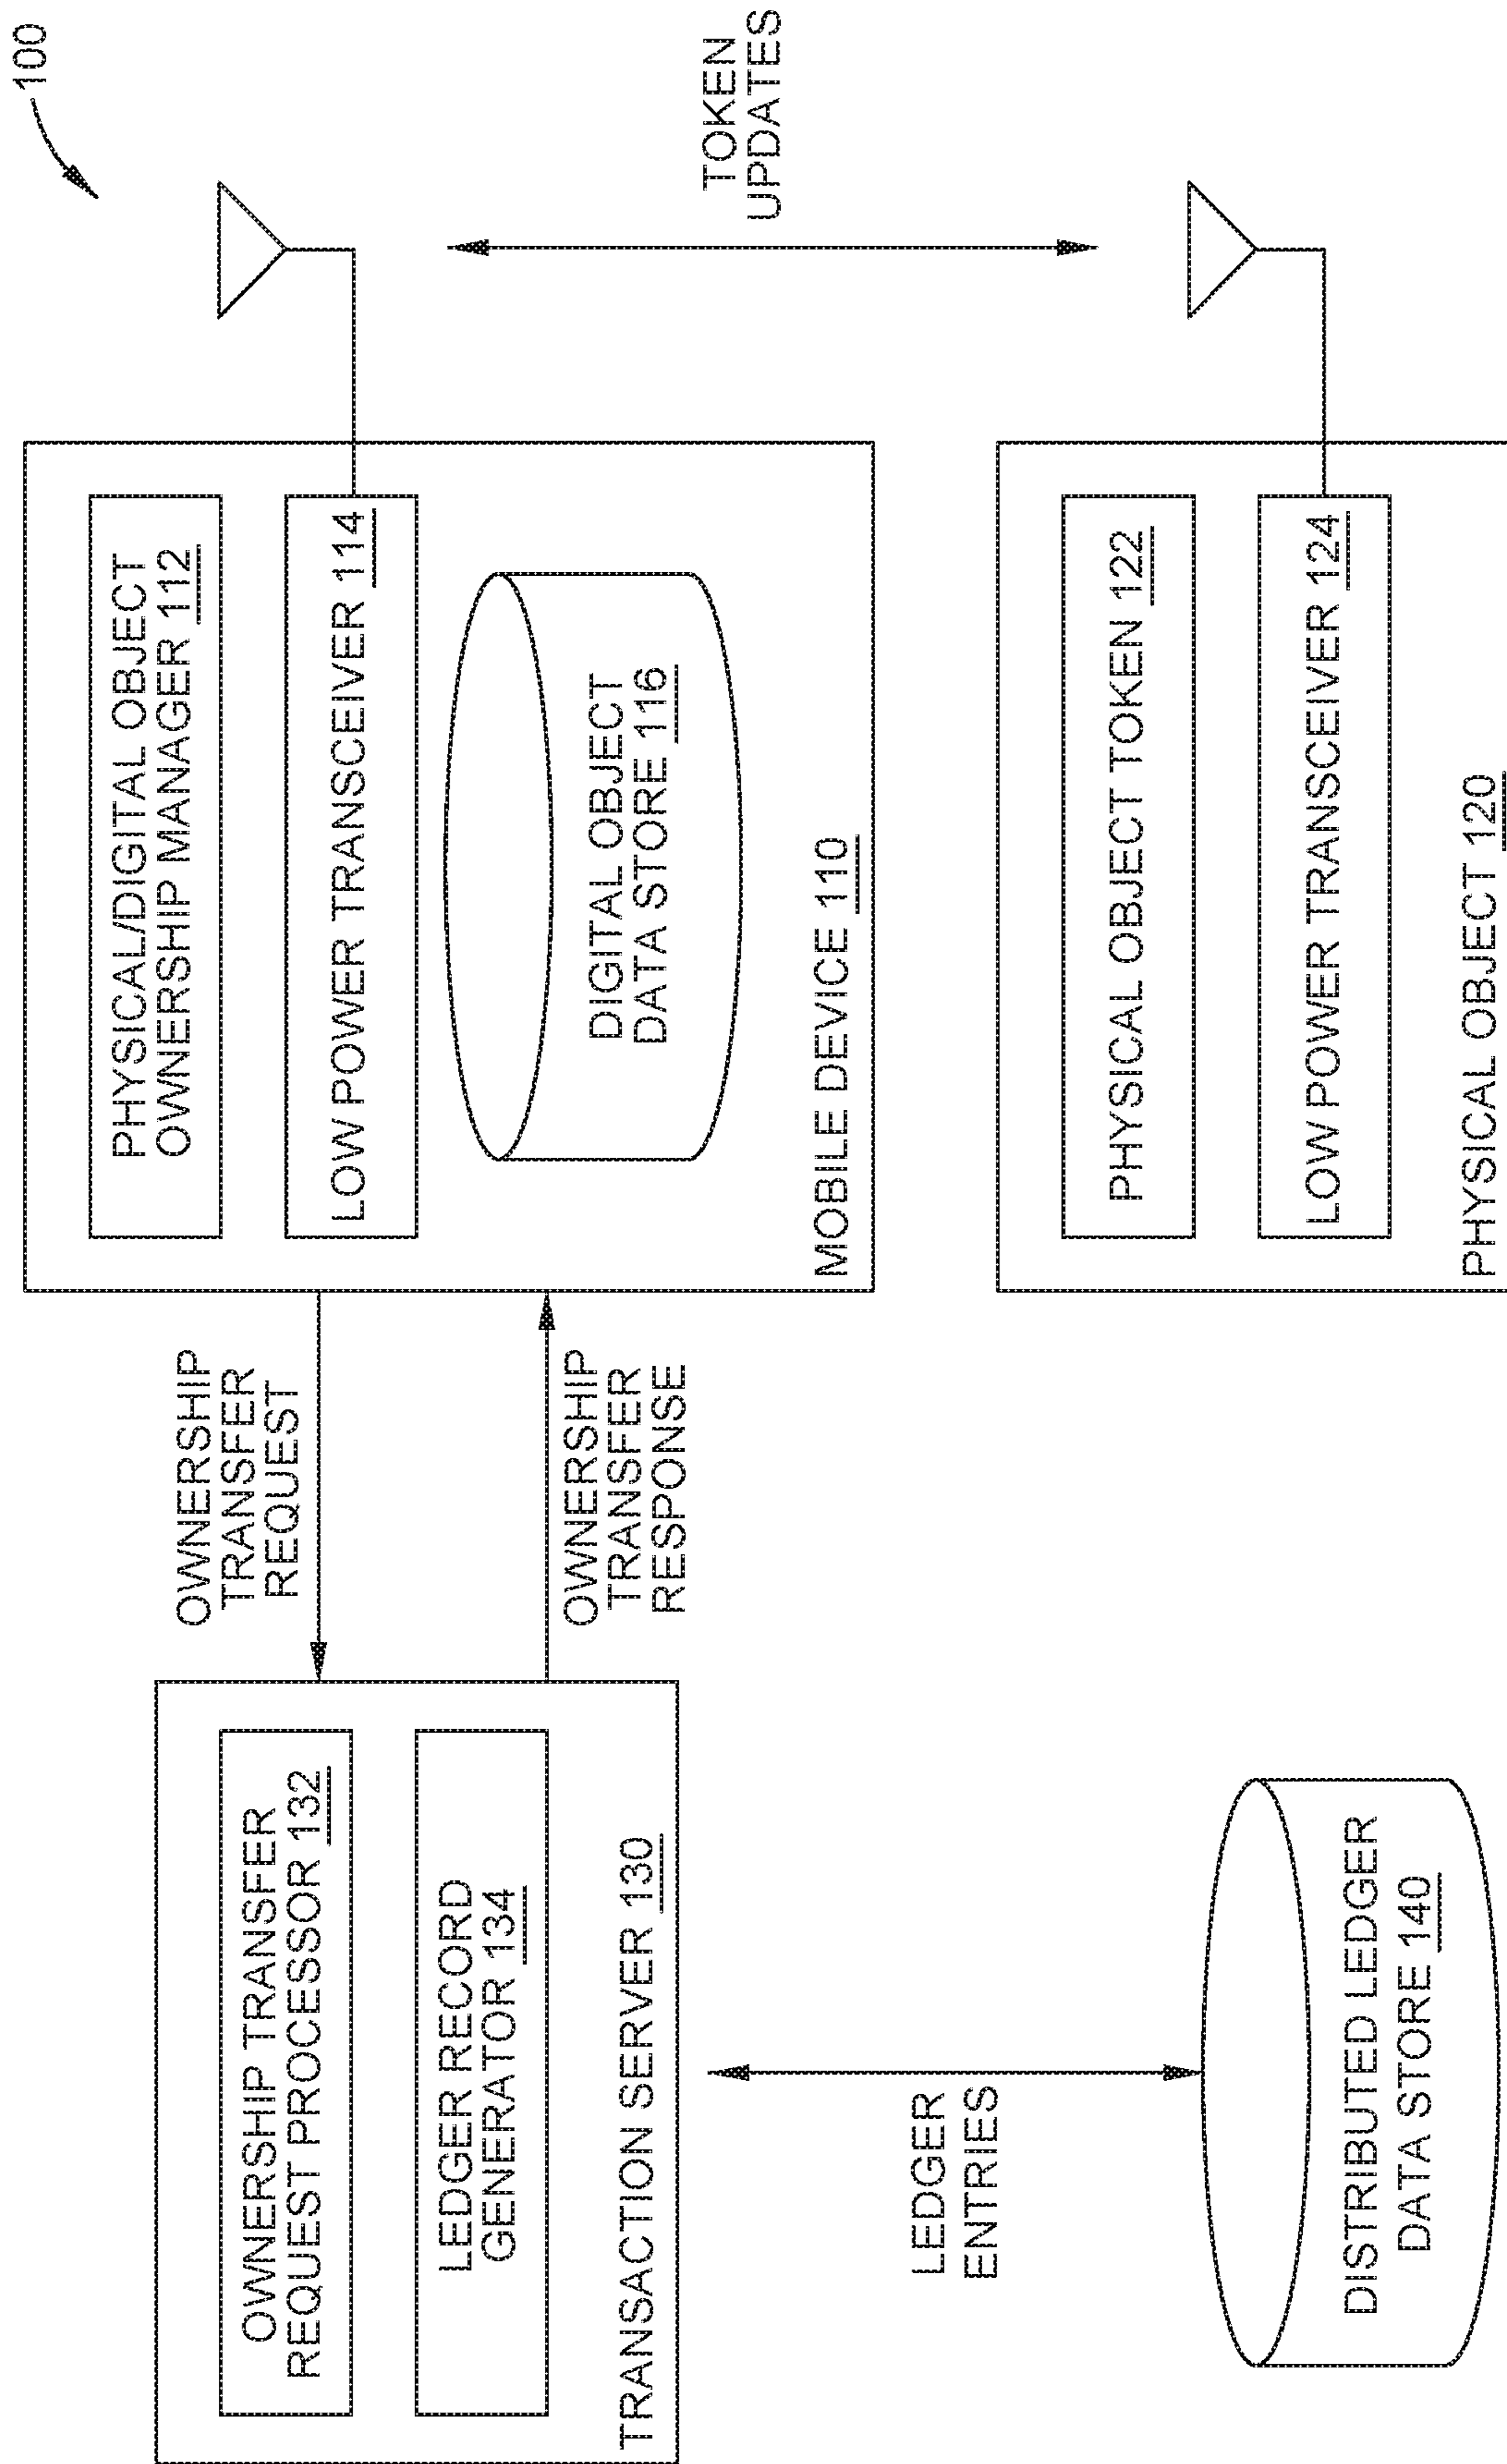 100
OWNERSHIP TRANSFER
REQUEST PROCESSOR 132
LEDGER RECORD
GENERATOR 134
TRANSACTION SERVER 130
OWNERSHIP
TRANSFER
REQUEST
OWNERSHIP
TRANSFER
RESPONSE
PHYSICAL/DIGITAL OBJECT
OWNERSHIP MANAGER 112
LOW POWER TRANSCEIVER 114
DIGITAL OBJECT
DATA STORE 116
MOBILE DEVICE 110
TOKEN
UPDATES
LEDGER
ENTRIES
DISTRIBUTED LEDGER
DATA STORE 140
PHYSICAL OBJECT TOKEN 122
LOW POWER TRANSCEIVER 124
PHYSICAL OBJECT 120